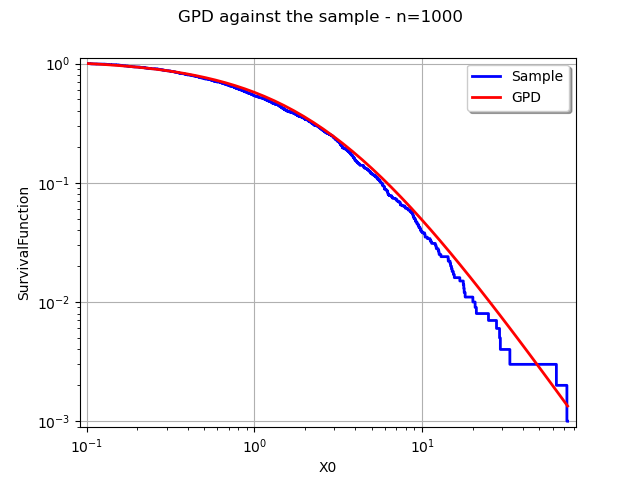 GPD against the sample - n=1000
10⁰
10⁻¹
10⁻²
10⁻³
SurvivalFunction
Sample
GPD
10⁻¹
10⁰
10¹
X0